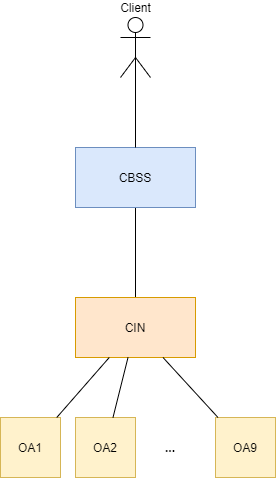 Client
CBSS
CIN
OA1 OA2 ... OA9